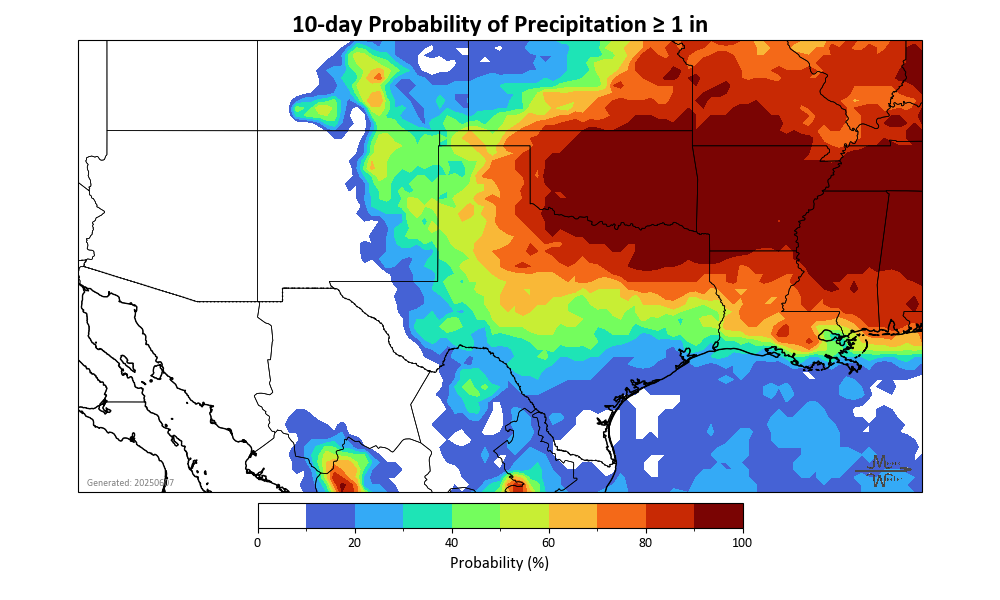 10-day Probability of Precipitation ≥ 1 in
Generated: 20250607
0 20 40 60 80 100
Probability (%)